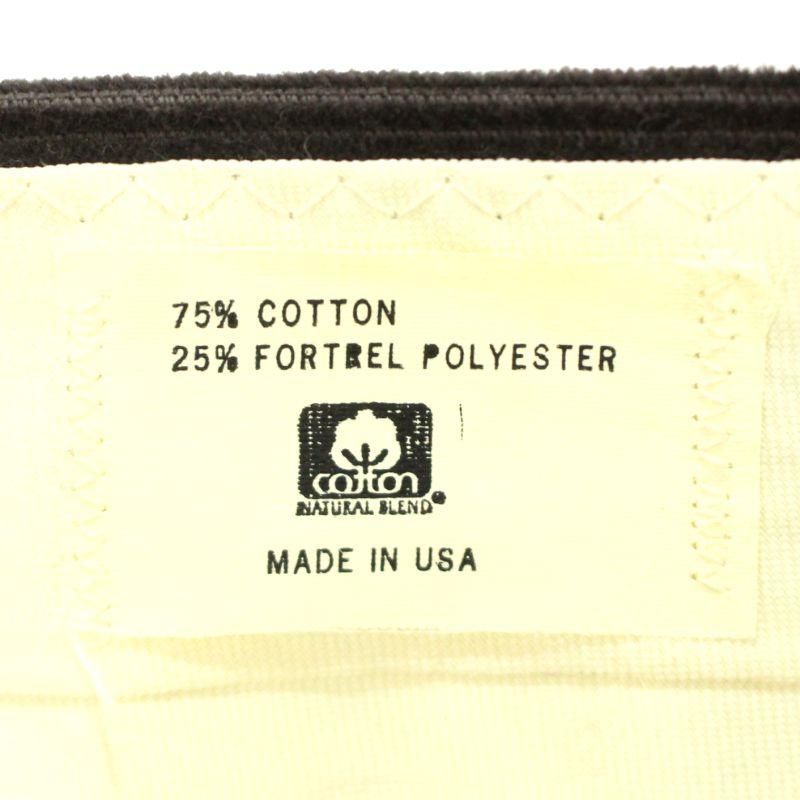 75% COTTON
25% FORTREL POLYESTER
cotton
NATURAL BLEND®
MADE IN USA